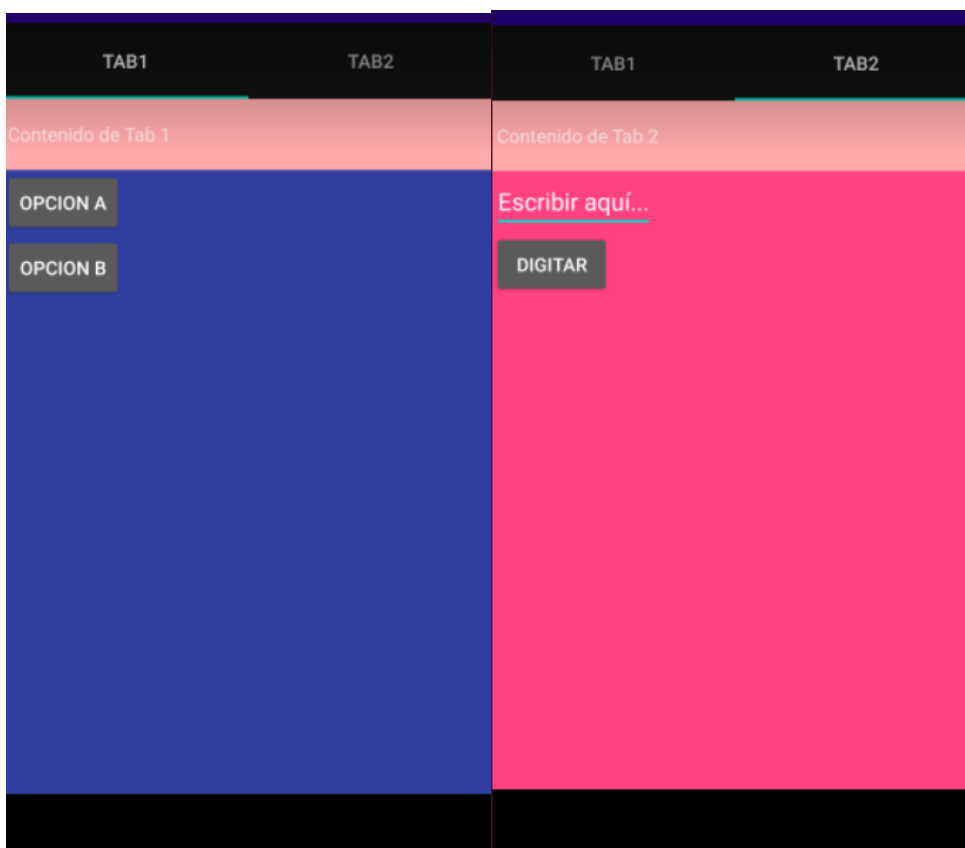 TAB1
TAB2
Contenido de Tab 1
OPCION A
OPCION B
TAB1
TAB2
Contenido de Tab 2
Escribir aquí...
DIGITAR